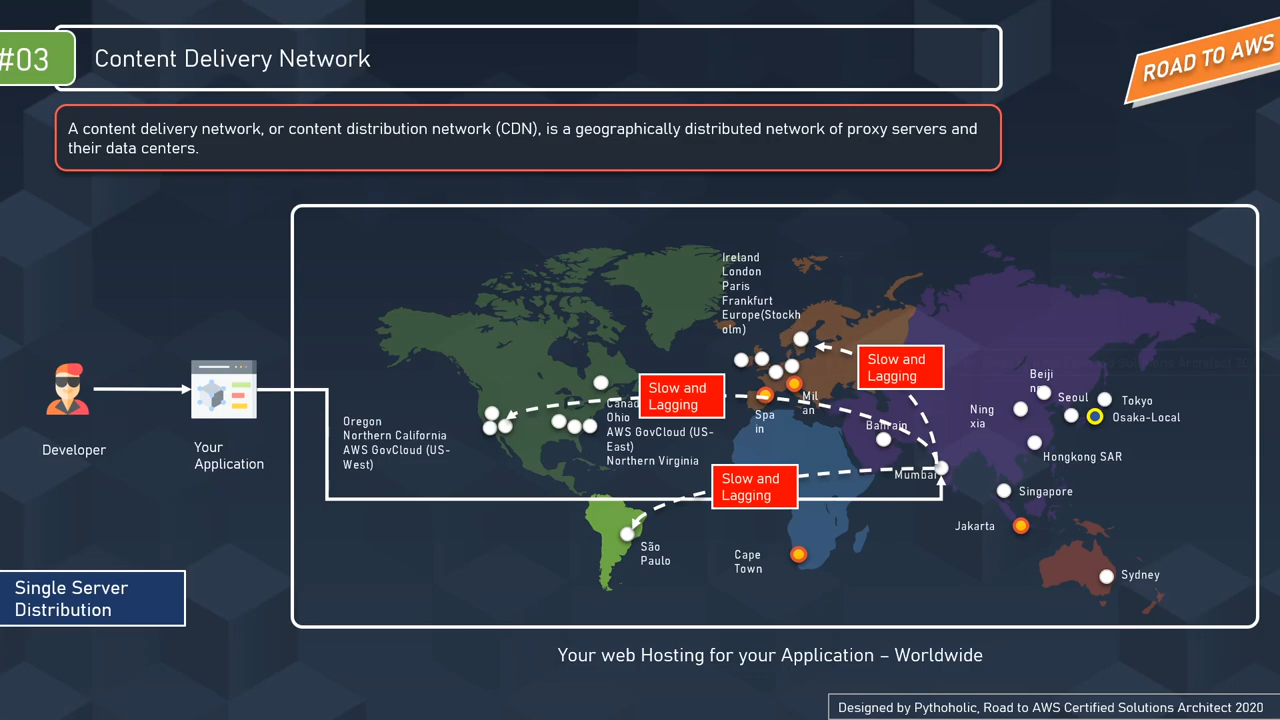 #03
Content Delivery Network
ROAD TO AWS
A content delivery network, or content distribution network (CDN), is a geographically distributed network of proxy servers and
their data centers.
Ireland
London
Paris
Frankfurt
Europe(Stockh
olm)
Slow and
Lagging
Slow and
Lagging
Beiji
ng
Seoul
Tokyo
Osaka-Local
Ning
xia
Mil
an
Spa
in
Canad
Ohio
AWS GovCloud (US-
East)
Northern Virginia
Oregon
Northern California
AWS GovCloud (US-
West)
Bahrain
Hongkong SAR
Mumbai
Slow and
Lagging
Singapore
Jakarta
São
Paulo
Cape
Town
Sydney
Developer
Your
Application
Single Server
Distribution
Your web Hosting for your Application – Worldwide
Designed by Pythoholic, Road to AWS Certified Solutions Architect 2020